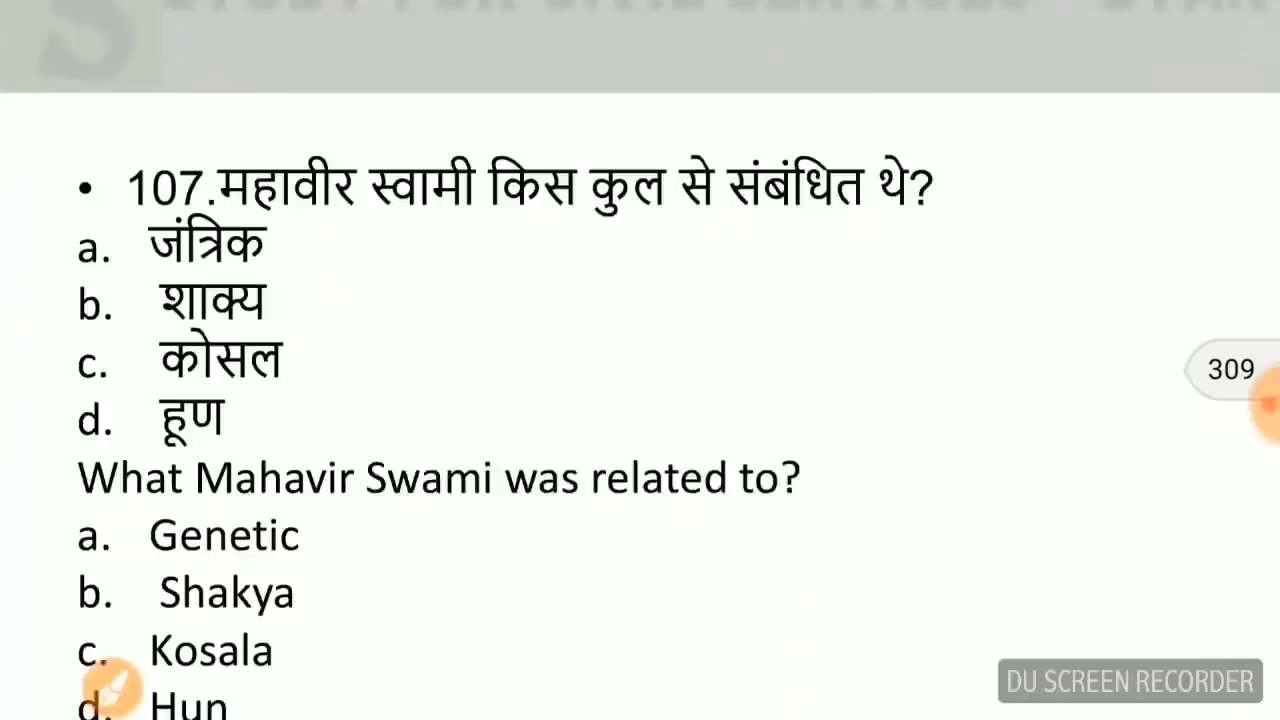 • 107.महावीर स्वामी किस कुल से संबंधित थे?
a. जंत्रिक
b. शाक्य
c. कोसल
309
d. हूण
What Mahavir Swami was related to?
a. Genetic
b. Shakya
c. Kosala
DU SCREEN RECORDER
d. Hun